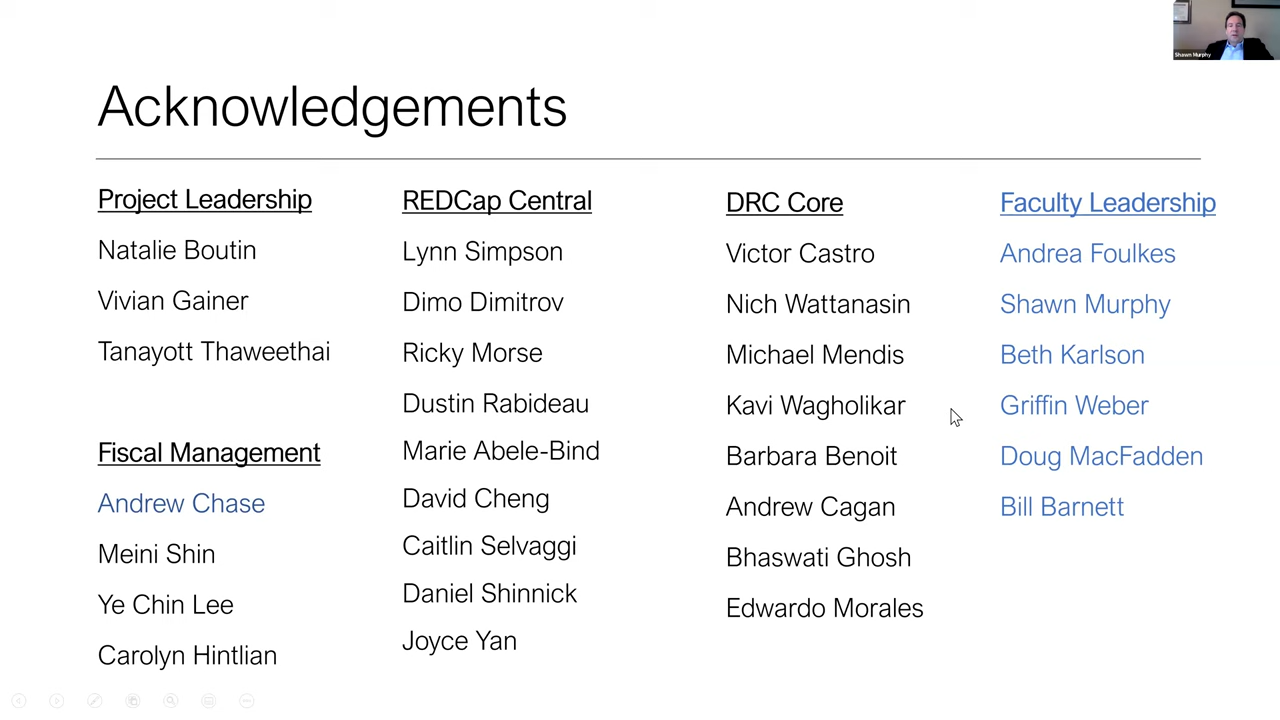 Shawn Murphy
Acknowledgements
Project Leadership
Natalie Boutin
Vivian Gainer
Tanayott Thaweethai
Fiscal Management
Andrew Chase
Meini Shin
Ye Chin Lee
Carolyn Hintlian
REDCap Central
Lynn Simpson
Dimo Dimitrov
Ricky Morse
Dustin Rabideau
Marie Abele-Bind
David Cheng
Caitlin Selvaggi
Daniel Shinnick
Joyce Yan
DRC Core
Victor Castro
Nich Wattanasin
Michael Mendis
Kavi Wagholikar
Barbara Benoit
Andrew Cagan
Bhaswati Ghosh
Edwardo Morales
Faculty Leadership
Andrea Foulkes
Shawn Murphy
Beth Karlson
Griffin Weber
Doug MacFadden
Bill Barnett